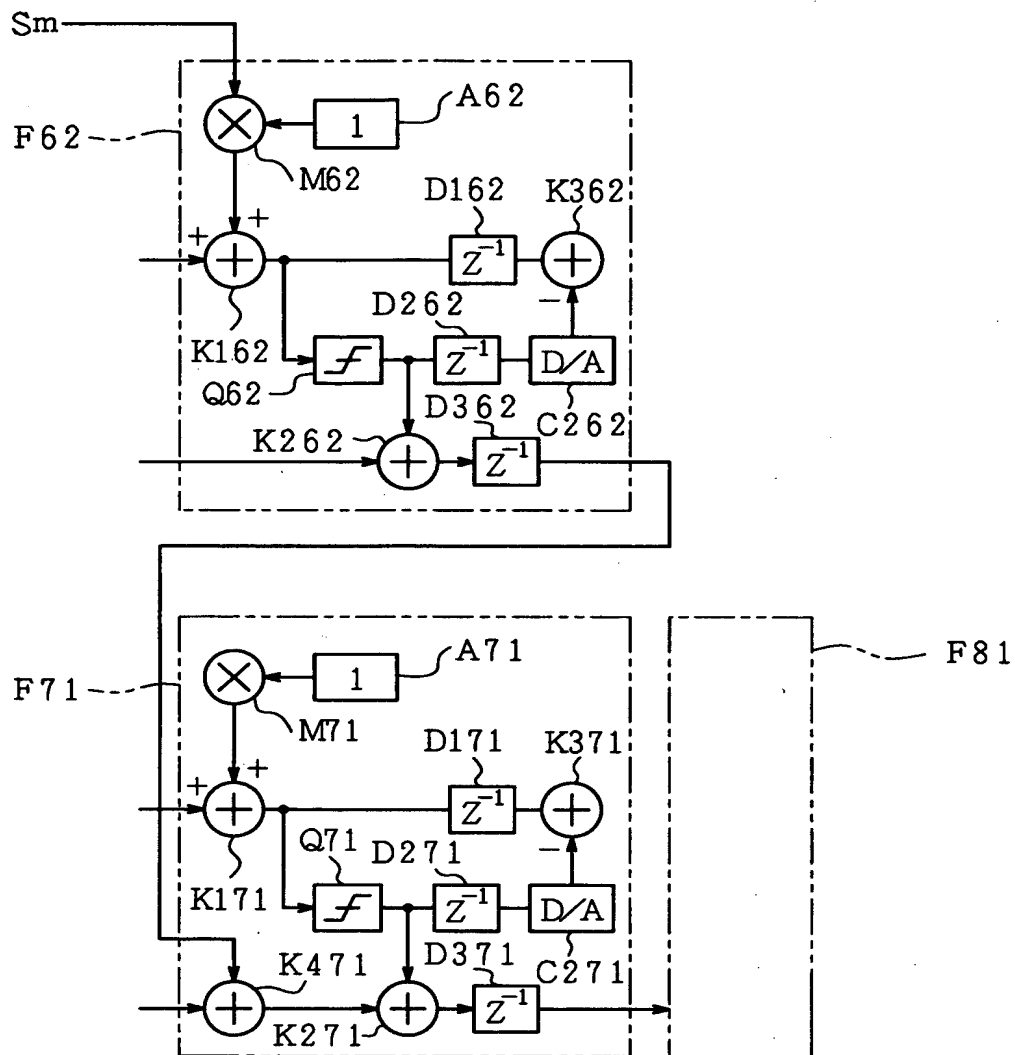 Sm
A62
1
F62
M62
D162
K362
+
+
Z⁻¹
D262
−
K162
Z⁻¹
D/A
Q62
D362
C262
K262
Z⁻¹
A71
1
F81
F71
M71
D171
K371
+
+
Z⁻¹
Q71
D271
−
K171
Z⁻¹
D/A
D371
C271
K471
Z⁻¹
K271